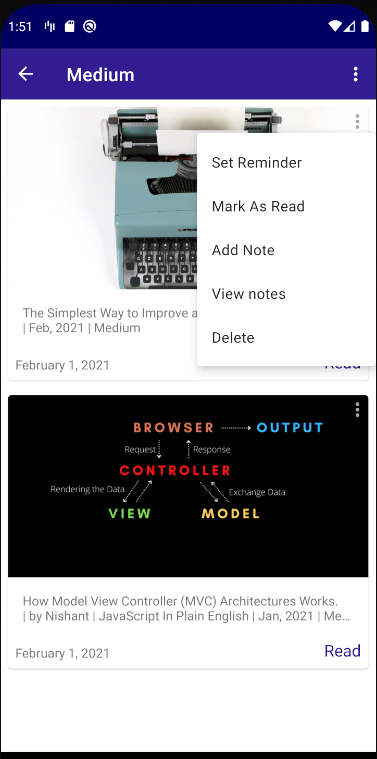 1:51
Medium
Set Reminder
Mark As Read
Add Note
View notes
Delete
The Simplest Way to Improve a
| Feb, 2021 | Medium
February 1, 2021
Read
BROWSER OUTPUT
Request Response
CONTROLLER
Rendering the Data Exchange Data
VIEW MODEL
How Model View Controller (MVC) Architectures Works.
| by Nishant | JavaScript In Plain English | Jan, 2021 | Me...
February 1, 2021
Read